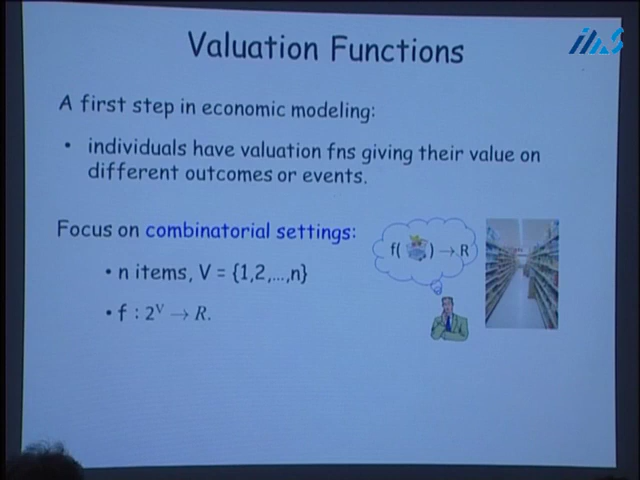 Valuation Functions
A first step in economic modeling:
• individuals have valuation fns giving their value on
different outcomes or events.
Focus on combinatorial settings:
• n items, V = {1,2,...,n}
• f : 2^V → R.
f( ) → R